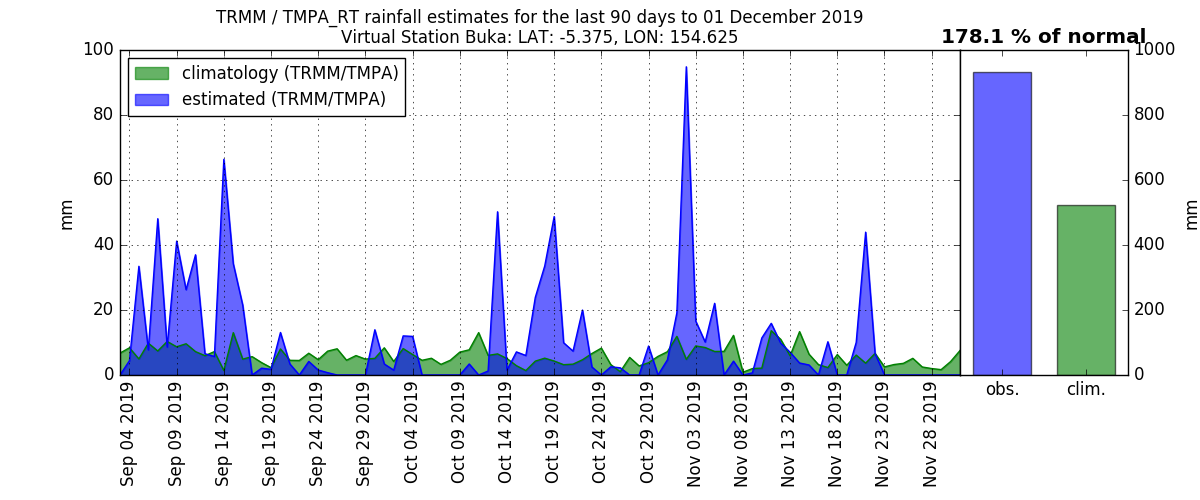 TRMM / TMPA_RT rainfall estimates for the last 90 days to 01 December 2019
Virtual Station Buka: LAT: -5.375, LON: 154.625
178.1 % of normal
climatology (TRMM/TMPA)
estimated (TRMM/TMPA)
100
80
60
40
20
0
mm
1000
800
600
400
200
0
mm
Sep 04 2019
Sep 09 2019
Sep 14 2019
Sep 19 2019
Sep 24 2019
Sep 29 2019
Oct 04 2019
Oct 09 2019
Oct 14 2019
Oct 19 2019
Oct 24 2019
Oct 29 2019
Nov 03 2019
Nov 08 2019
Nov 13 2019
Nov 18 2019
Nov 23 2019
Nov 28 2019
obs.
clim.